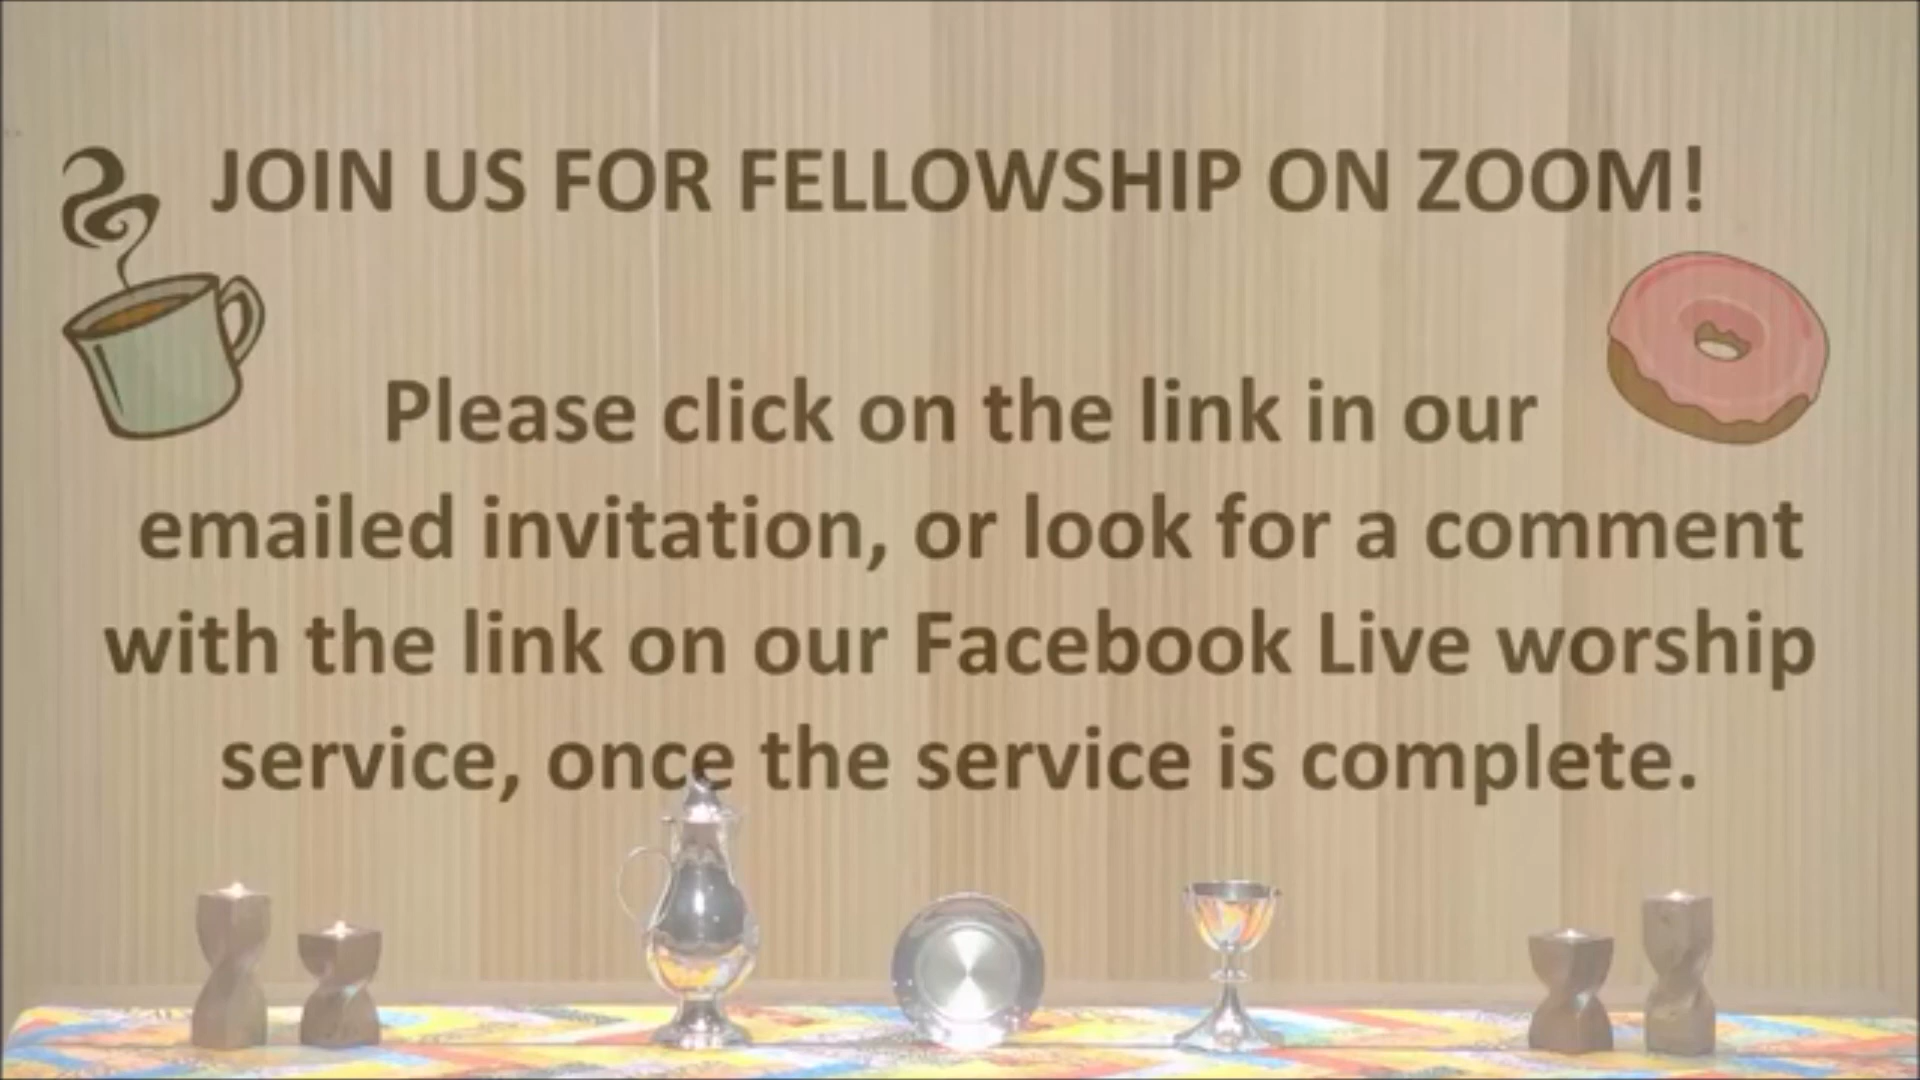 JOIN US FOR FELLOWSHIP ON ZOOM!
Please click on the link in our
emailed invitation, or look for a comment
with the link on our Facebook Live worship
service, once the service is complete.